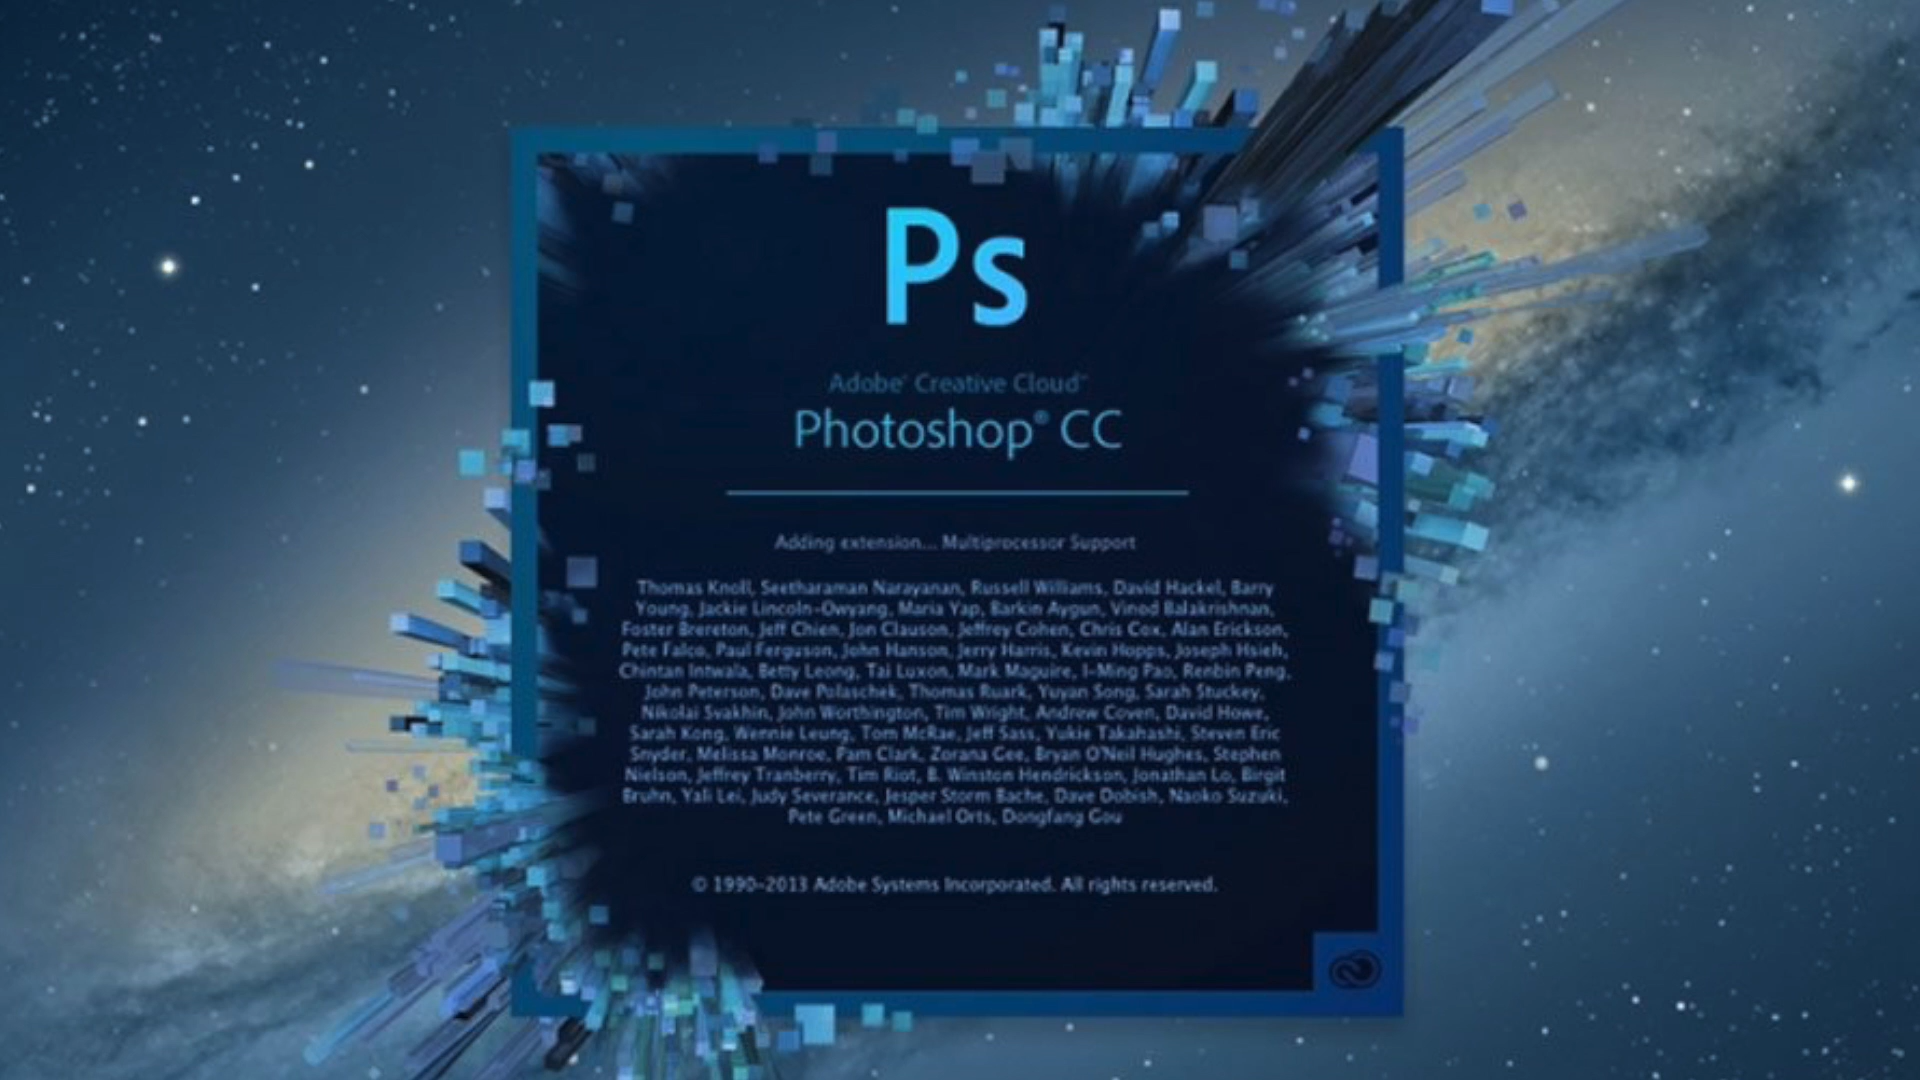 Ps
Adobe® Creative Cloud™
Photoshop® CC
Adding extension... Multiprocessor Support
Thomas Knoll, Seetharaman Narayanan, Russell Williams, David Hackel, Barry
Young, Jackie Lincoln-Owyang, Maria Yap, Barkin Aygun, Vinod Balakrishnan,
Foster Brereton, Jeff Chien, Jon Clauson, Jeffrey Cohen, Chris Cox, Alan Erickson,
Pete Falco, Paul Ferguson, John Hanson, Jerry Harris, Kevin Hopps, Joseph Hsieh,
Chintan Intwala, Betty Leong, Tai Luxon, Mark Maguire, I-Ming Pao, Renbin Peng,
John Peterson, Dave Polaschek, Thomas Ruark, Yuyan Song, Sarah Stuckey,
Nikolai Svakhin, John Worthington, Tim Wright, Andrew Coven, David Howe,
Sarah Kong, Wennie Leung, Tom McRae, Jeff Sass, Yukie Takahashi, Steven Eric
Snyder, Melissa Monroe, Pam Clark, Zorana Gee, Bryan O'Neil Hughes, Stephen
Nielson, Jeffrey Tranberry, Tim Riot, B. Winston Hendrickson, Jonathan Lo, Birgit
Bruhn, Yali Lei, Judy Severance, Jesper Storm Bache, Dave Dobish, Naoko Suzuki,
Pete Green, Michael Orts, Dongfang Gou
© 1990-2013 Adobe Systems Incorporated. All rights reserved.